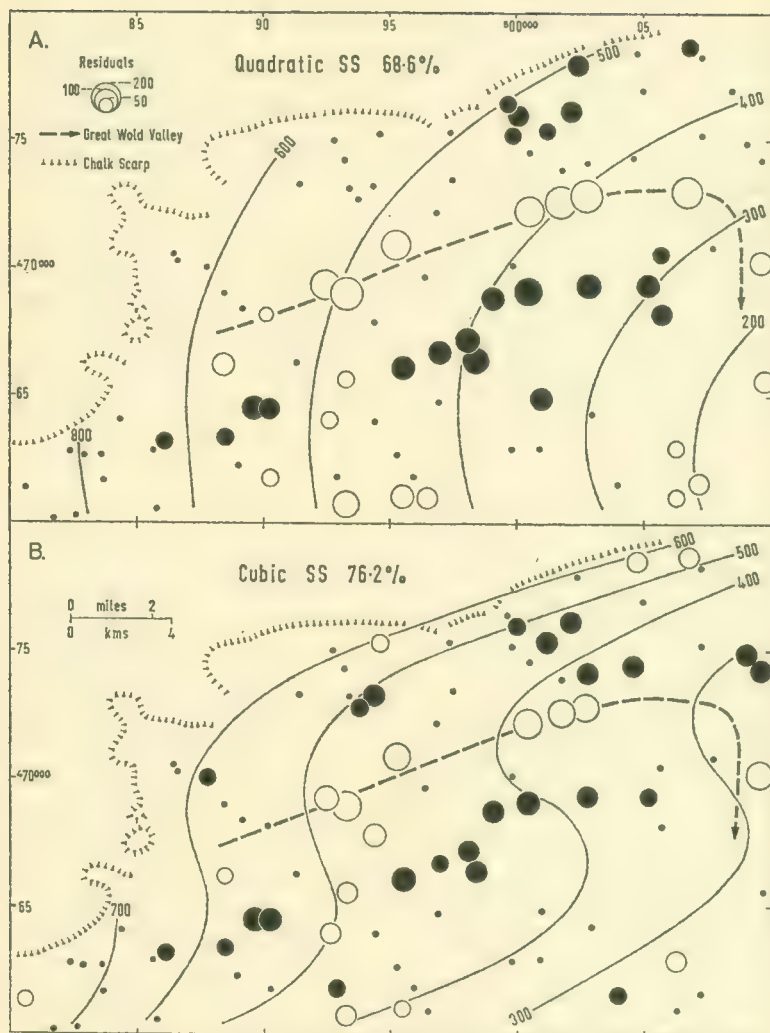 85 90 95 ⁵00⁰⁰⁰ 05
A.
Quadratic SS 68·6%
Residuals
100 200
50
Great Wold Valley
Chalk Scarp
500
400
600
75
300
⁴70⁰⁰⁰
200
65
800
B.
Cubic SS 76·2%
600
500
400
0 miles 2
0 kms 4
75
⁴70⁰⁰⁰
65
700
300